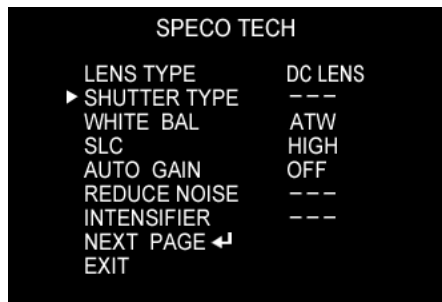 SPECO TECH
LENS TYPE DC LENS
▶ SHUTTER TYPE ---
WHITE BAL ATW
SLC HIGH
AUTO GAIN OFF
REDUCE NOISE ---
INTENSIFIER ---
NEXT PAGE ↵
EXIT